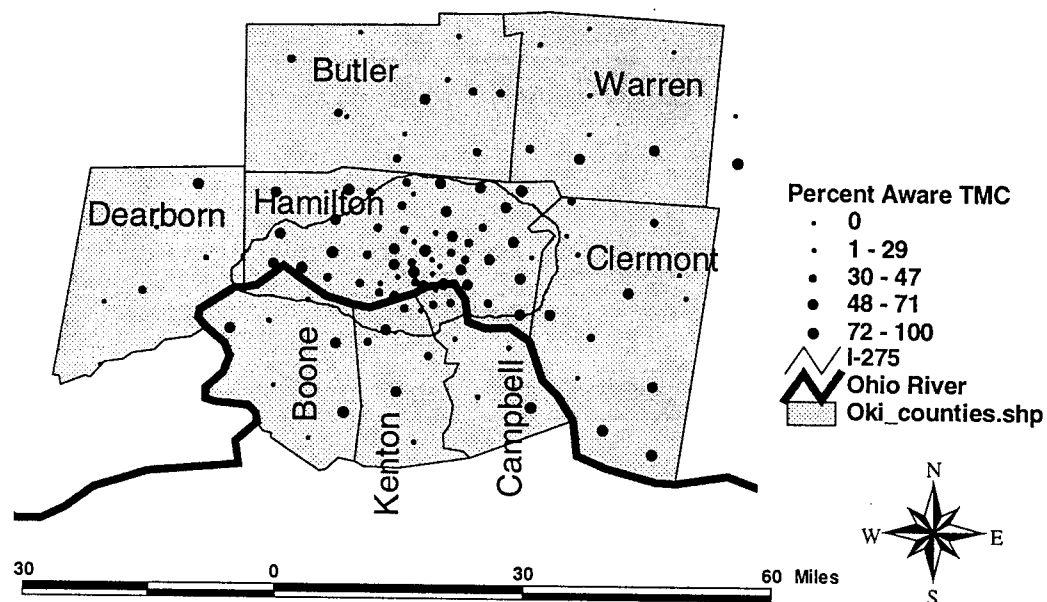 Butler
Warren
Dearborn
Hamilton
Clermont
Boone
Kenton
Campbell
Percent Aware TMC
0
1 - 29
30 - 47
48 - 71
72 - 100
I-275
Ohio River
Oki_counties.shp
N
W E
S
30 0 30 60 Miles